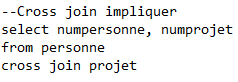 --Cross join impliquer
select numpersonne, numprojet
from personne
cross join projet